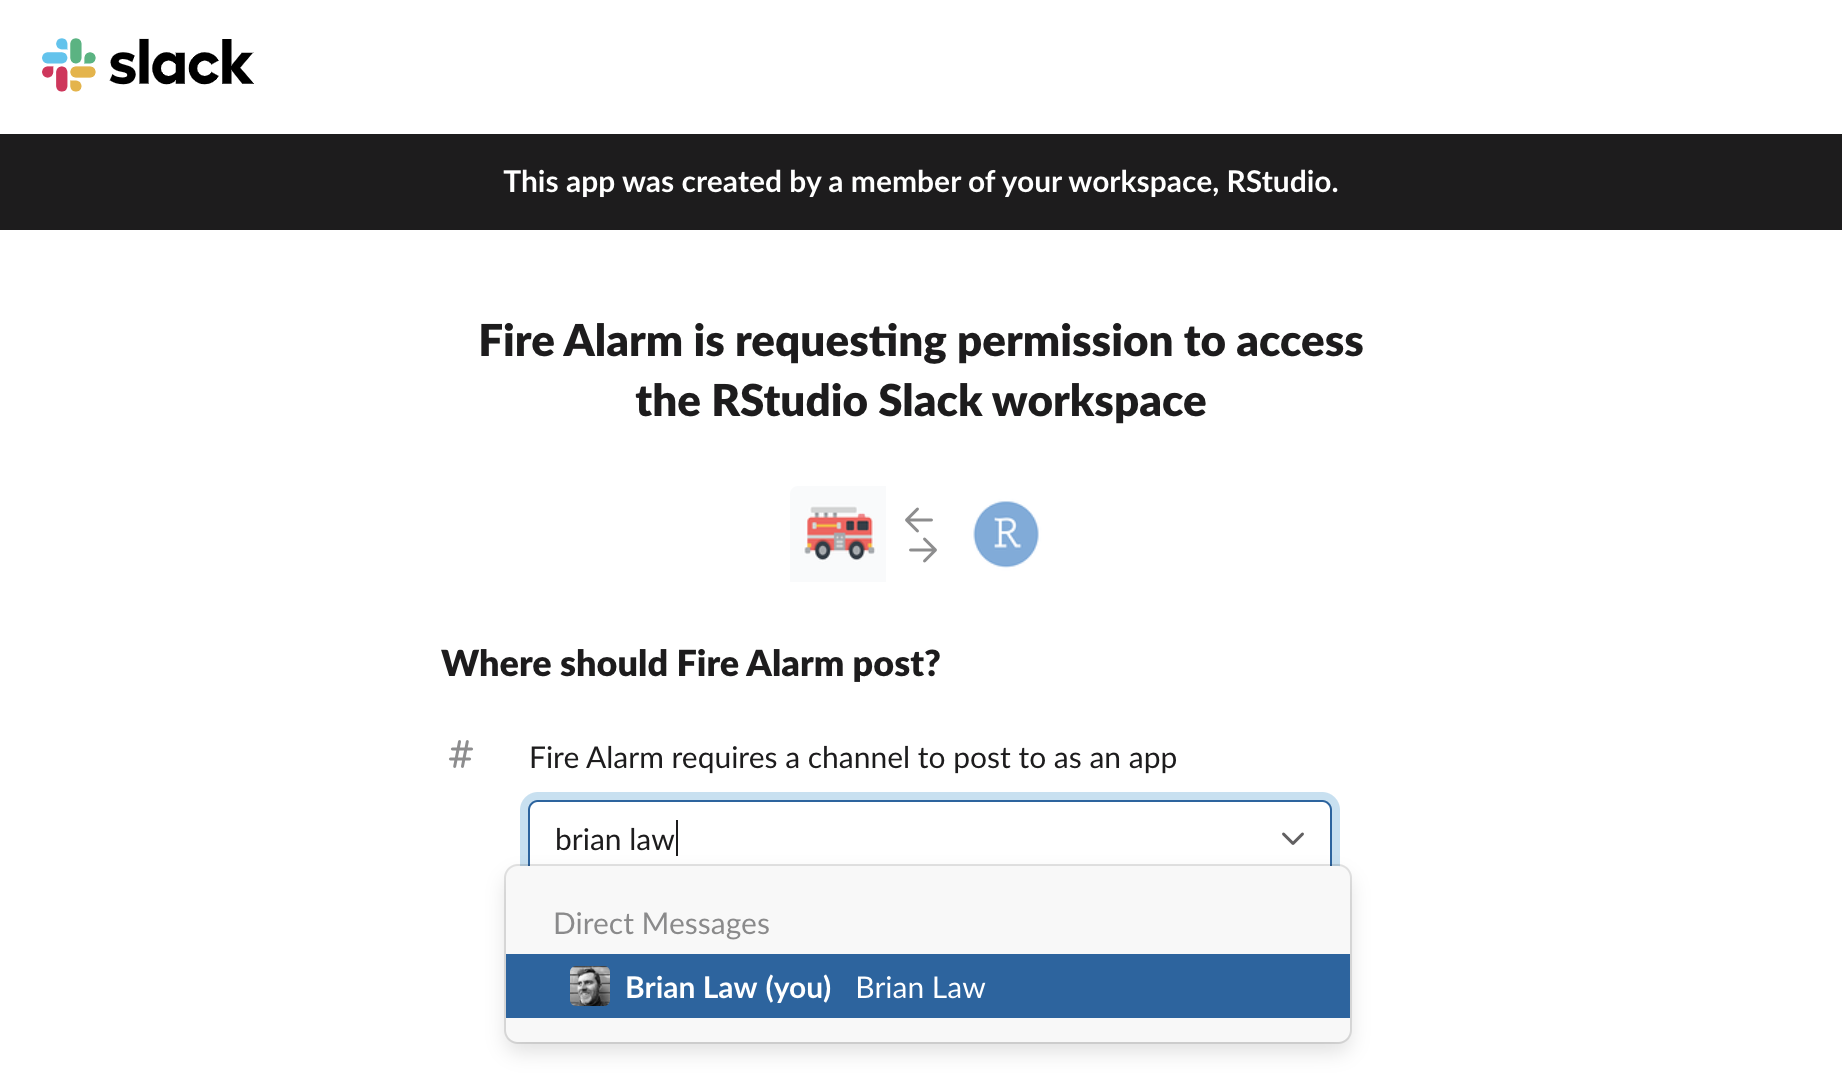 slack
This app was created by a member of your workspace, RStudio.
Fire Alarm is requesting permission to access
the RStudio Slack workspace
R
Where should Fire Alarm post?
# Fire Alarm requires a channel to post to as an app
brian law
Direct Messages
Brian Law (you) Brian Law